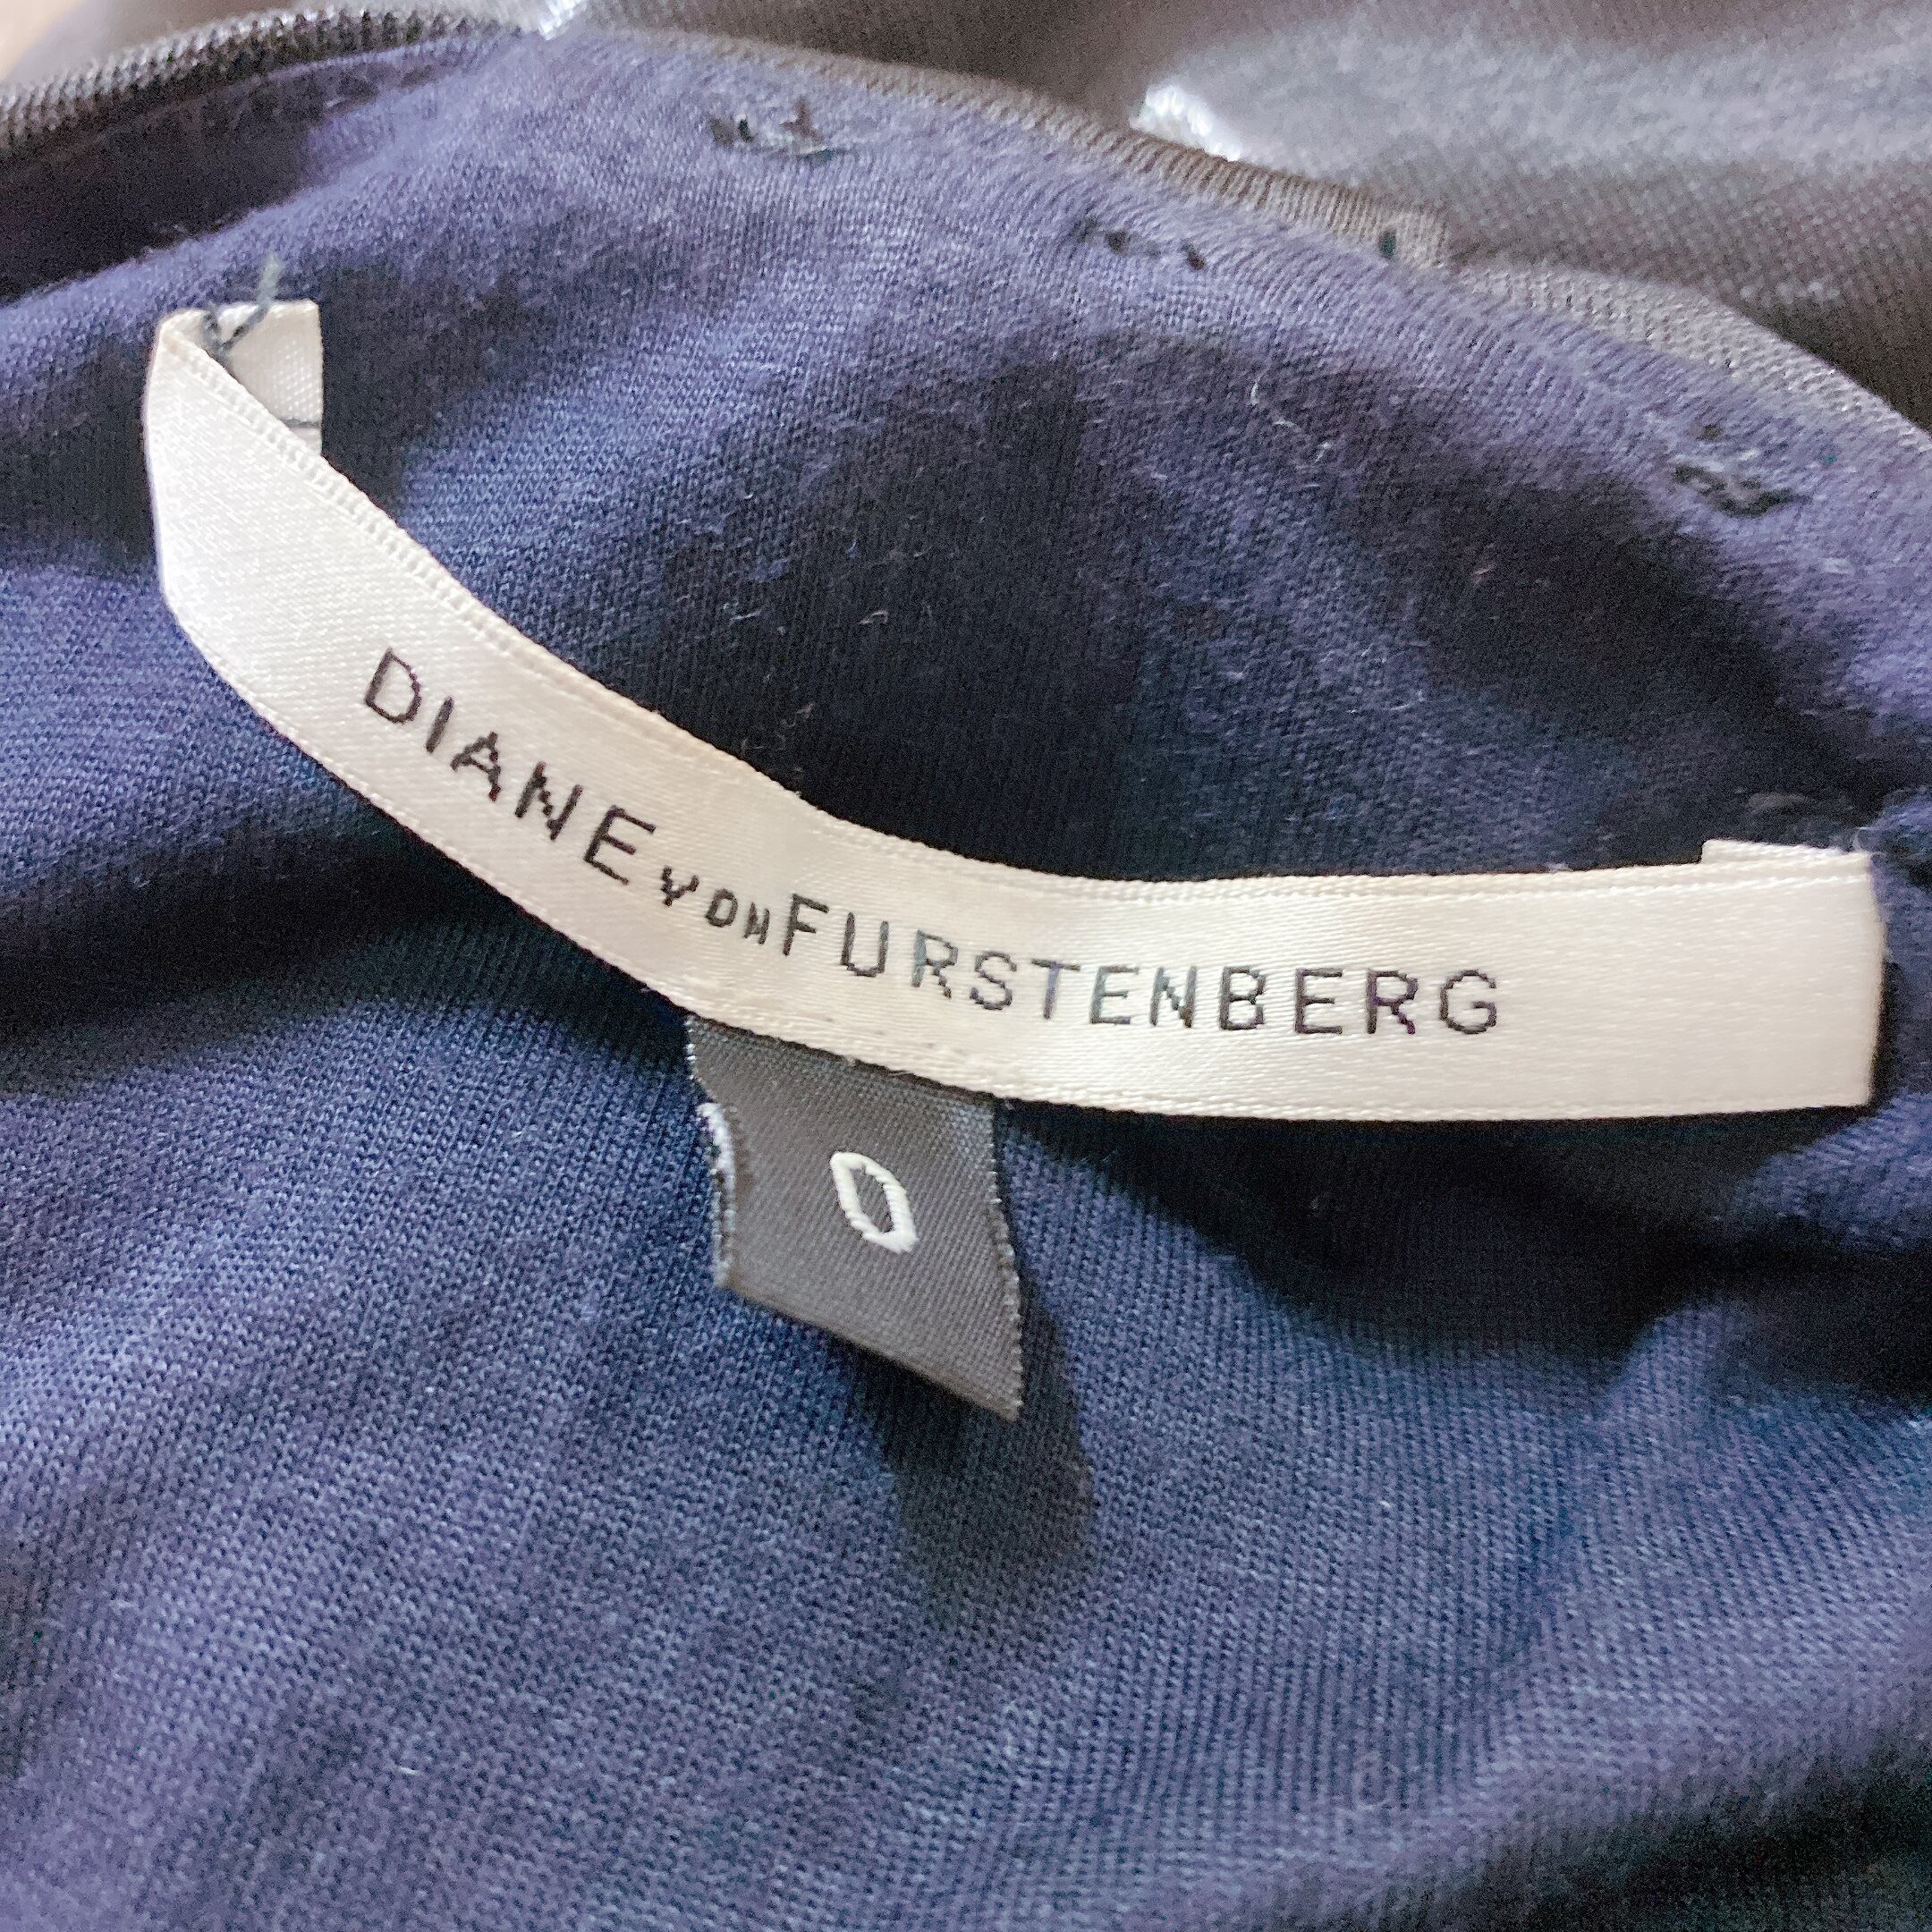 DIANE VON FURSTENBERG
0